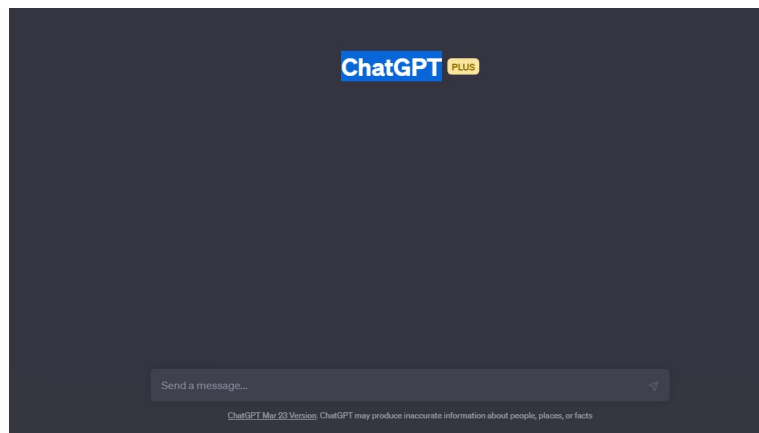 ChatGPT PLUS
Send a message...
ChatGPT Mar 23 Version. ChatGPT may produce inaccurate information about people, places, or facts